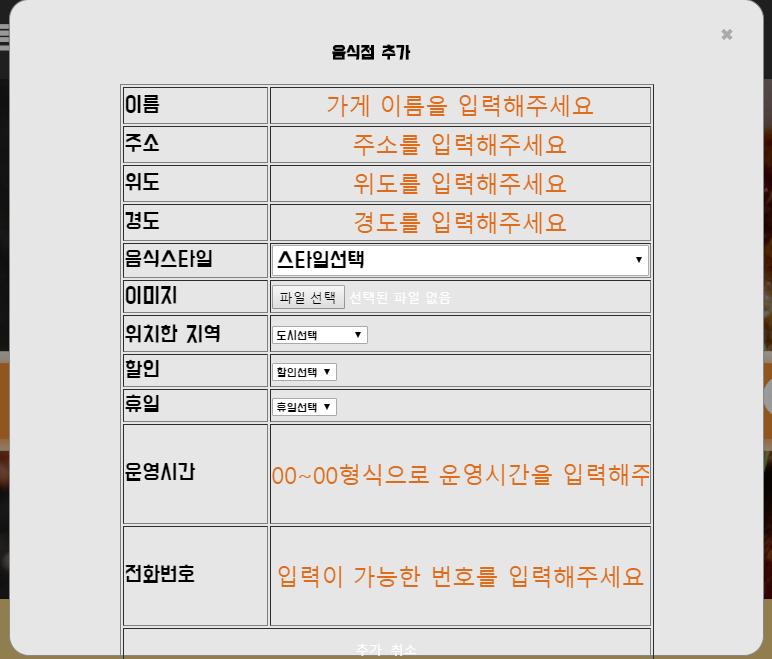 ✖
음식점 추가
이름 가게 이름을 입력해주세요
주소 주소를 입력해주세요
위도 위도를 입력해주세요
경도 경도를 입력해주세요
음식스타일 스타일선택
이미지 파일 선택 선택된 파일 없음
위치한 지역 도시선택
할인 할인선택
휴일 휴일선택
운영시간 00~00형식으로 운영시간을 입력해주
전화번호 입력이 가능한 번호를 입력해주세요
추가 취소